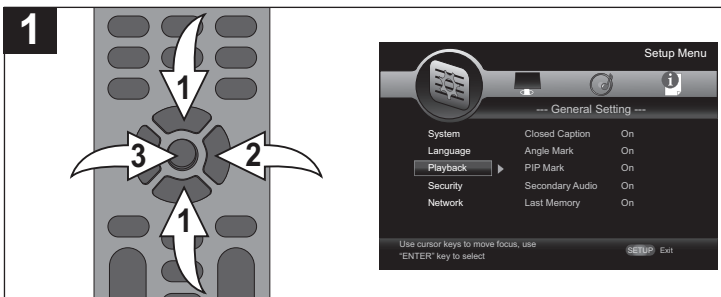 1
1
3
2
1
Setup Menu
i
--- General Setting ---
System Closed Caption On
Language Angle Mark On
Playback PIP Mark On
Security Secondary Audio On
Network Last Memory On
Use cursor keys to move focus, use
“ENTER” key to select
SETUP Exit